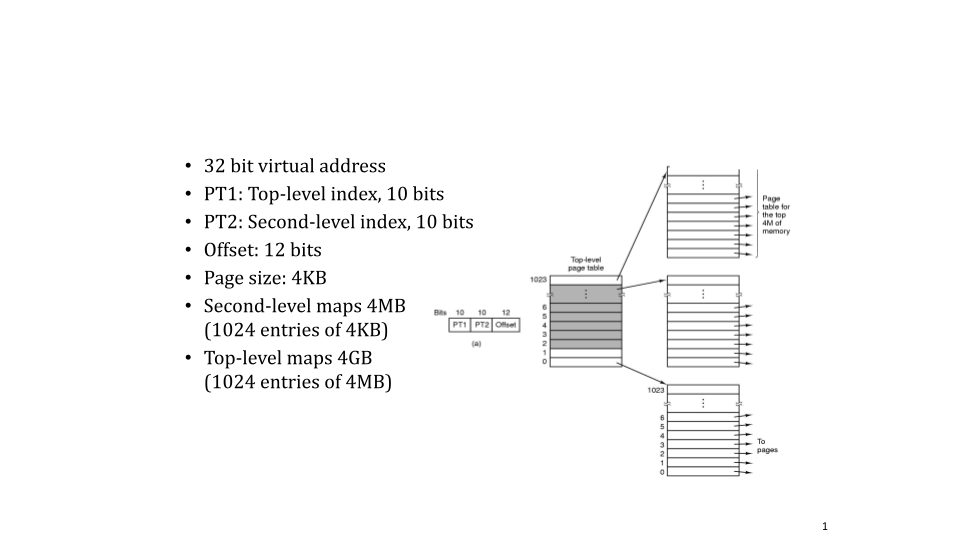 • 32 bit virtual address
• PT1: Top-level index, 10 bits
• PT2: Second-level index, 10 bits
• Offset: 12 bits
• Page size: 4KB
• Second-level maps 4MB
(1024 entries of 4KB)
• Top-level maps 4GB
(1024 entries of 4MB)
Bits 10 10 12
PT1 PT2 Offset
(a)
Top-level
page table
1023
6
5
4
3
2
1
0
Page
table for
the top
4M of
memory
1023
6
5
4
3
2
1
0
To
pages
1